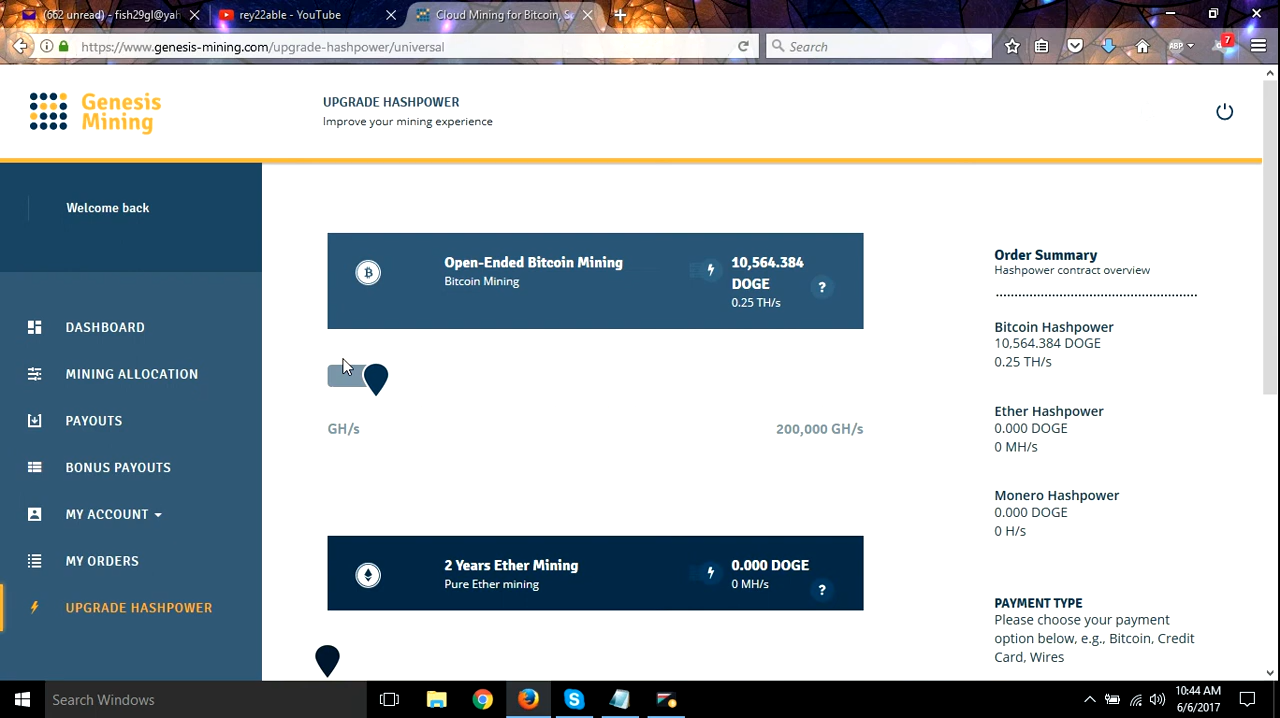 (662 unread) - fish29gl@yah
rey22able - YouTube
Cloud Mining for Bitcoin, Sc
https://www.genesis-mining.com/upgrade-hashpower/universal
Search
ABP
7
Genesis
Mining
UPGRADE HASHPOWER
Improve your mining experience
Welcome back
DASHBOARD
MINING ALLOCATION
PAYOUTS
BONUS PAYOUTS
MY ACCOUNT
MY ORDERS
UPGRADE HASHPOWER
Open-Ended Bitcoin Mining
Bitcoin Mining
10,564.384
DOGE
0.25 TH/s
?
GH/s
200,000 GH/s
2 Years Ether Mining
Pure Ether mining
0.000 DOGE
0 MH/s
?
Order Summary
Hashpower contract overview
Bitcoin Hashpower
10,564.384 DOGE
0.25 TH/s
Ether Hashpower
0.000 DOGE
0 MH/s
Monero Hashpower
0.000 DOGE
0 H/s
PAYMENT TYPE
Please choose your payment
option below, e.g., Bitcoin, Credit
Card, Wires
Search Windows
10:44 AM
6/6/2017